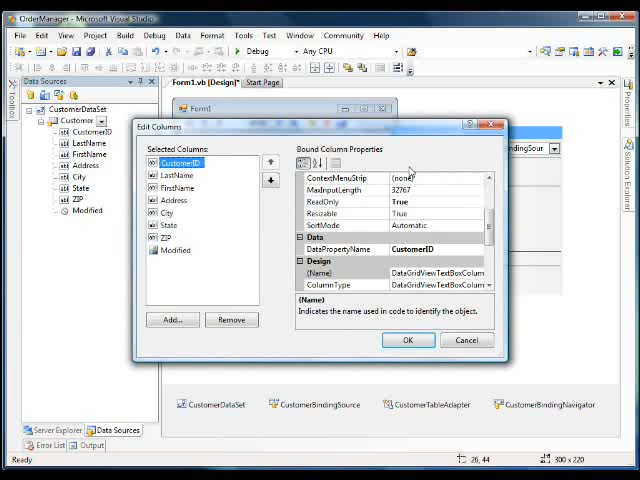 OrderManager - Microsoft Visual Studio
File Edit View Project Build Debug Data Format Tools Test Window Community Help
Debug Any CPU
Data Sources
Form1.vb [Design]* Start Page
Toolbox
Properties
Solution Explorer
CustomerDataSet
Customer
CustomerID
LastName
FirstName
Address
City
State
ZIP
Modified
Form1
Edit Columns
Selected Columns:
CustomerID
LastName
FirstName
Address
City
State
ZIP
Modified
Add...
Remove
Bound Column Properties
ContextMenuStrip (none)
MaxInputLength 32767
ReadOnly True
Resizable True
SortMode Automatic
Data
DataPropertyName CustomerID
Design
(Name) DataGridViewTextBoxColum
ColumnType DataGridViewTextBoxColum
(Name)
Indicates the name used in code to identify the object.
OK
Cancel
BindingSour
CustomerDataSet CustomerBindingSource CustomerTableAdapter CustomerBindingNavigator
Server Explorer Data Sources
Error List Output
Ready
26, 44
300 x 220